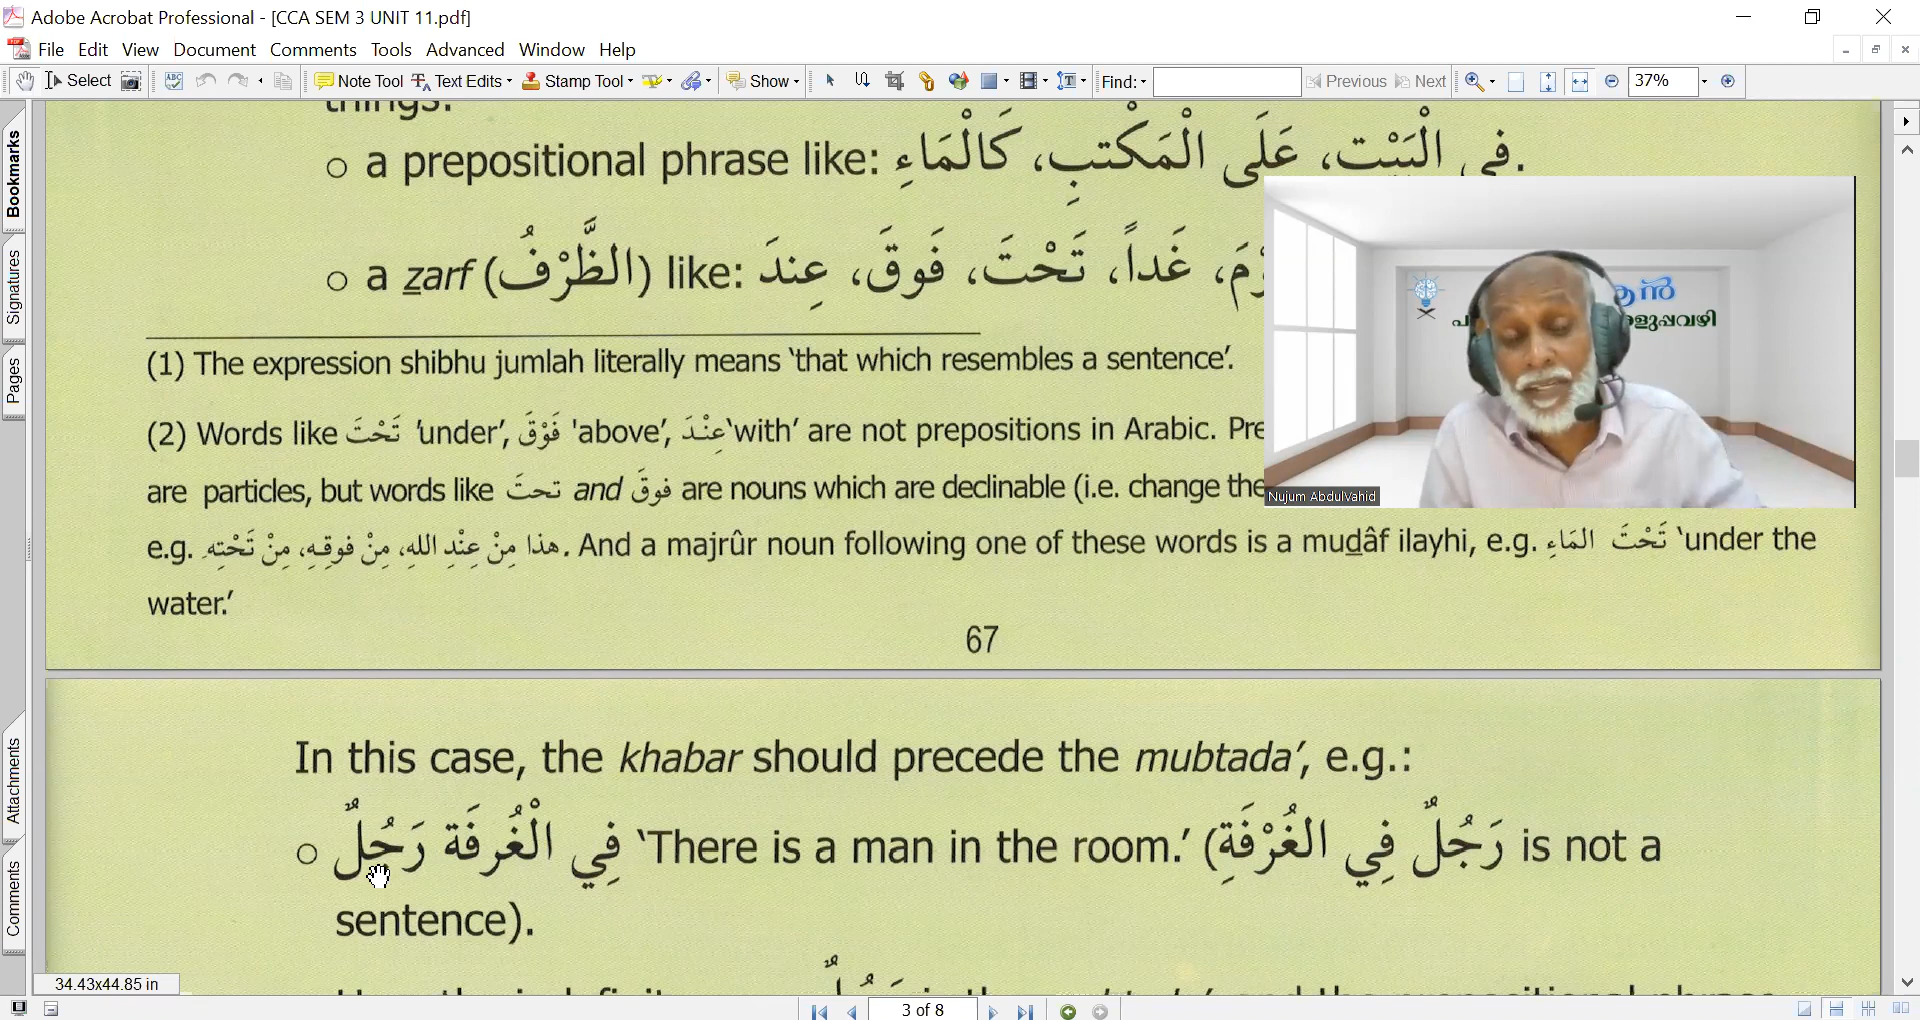 Adobe Acrobat Professional - [CCA SEM 3 UNIT 11.pdf]
File Edit View Document Comments Tools Advanced Window Help
Select Note Tool Text Edits Stamp Tool Show Find: Previous Next 37%
Bookmarks
Signatures
Pages
Attachments
Comments
things:
o a prepositional phrase like: فِي الْبَيْتِ، عَلَى الْمَكْتبِ، كَالْمَاءِ.
o a zarf (الظَّرْفُ) like: عِندَ، فَوقَ، تَحْتَ، غَداً،
(1) The expression shibhu jumlah literally means ‘that which resembles a sentence’.
(2) Words like تَحْتَ ‘under’, فَوْقَ 'above’, عِنْدَ ‘with’ are not prepositions in Arabic. Pre
are particles, but words like تحتَ and فوقَ are nouns which are declinable (i.e. change the
e.g. هذا مِنْ عِنْدِ اللهِ، مِنْ فوقِهِ، مِنْ تَحْتِهِ. And a majrûr noun following one of these words is a mudâf ilayhi, e.g. تَحْتَ المَاءِ ‘under the
water.’
67
In this case, the khabar should precede the mubtada’, e.g.:
o فِي الْغُرفَة رَجُلٌ ‘There is a man in the room.’ (رَجُلٌ فِي الْغُرْفَةِ is not a
sentence).
Nujum AbdulVahid
34.43x44.85 in
3 of 8